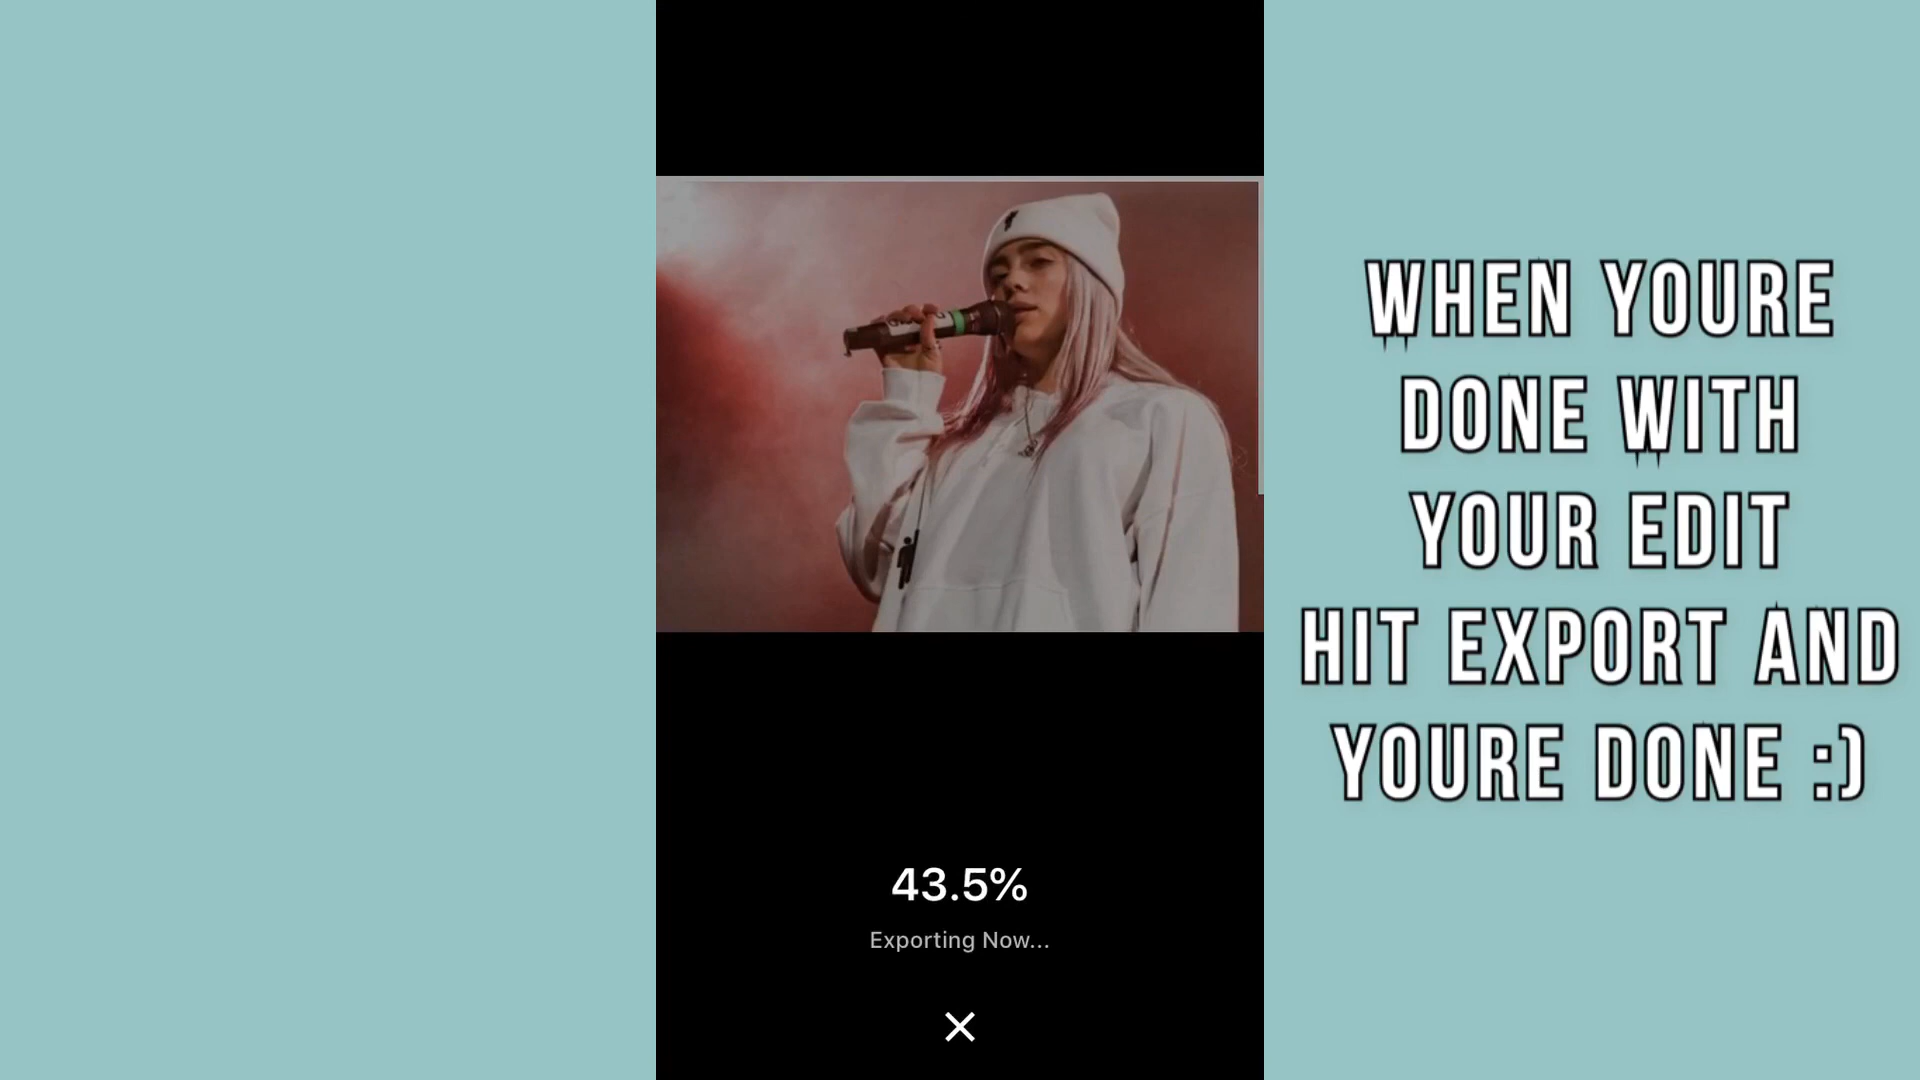 43.5%
Exporting Now...
WHEN YOURE
DONE WITH
YOUR EDIT
HIT EXPORT AND
YOURE DONE :)